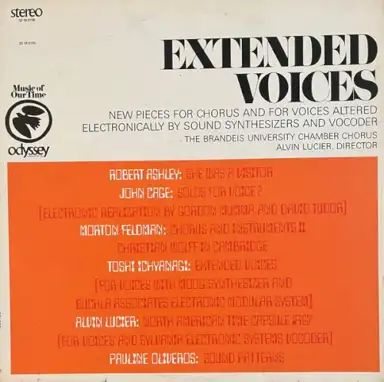 stereo
Music of
Our Time
odyssey
EXTENDED
VOICES
NEW PIECES FOR CHORUS AND FOR VOICES ALTERED
ELECTRONICALLY BY SOUND SYNTHESIZERS AND VOCODER
THE BRANDEIS UNIVERSITY CHAMBER CHORUS
ALVIN LUCIER, DIRECTOR
ROBERT ASHLEY: SHE WAS A VISITOR
JOHN CAGE: SOLOS FOR VOICE 2
(ELECTRONIC REALIZATION BY GORDON MUMMA AND DAVID TUDOR)
MORTON FELDMAN: CHORUS AND INSTRUMENTS II
CHRISTIAN WOLFF IN CAMBRIDGE
TOSHI ICHIYANAGI: EXTENDED VOICES
(FOR VOICES WITH MOOG SYNTHESIZER AND
BUCHLA ASSOCIATES ELECTRONIC MODULAR SYSTEM)
ALVIN LUCIER: NORTH AMERICAN TIME CAPSULE 1967
(FOR VOICES AND SYLVANIA ELECTRONIC SYSTEMS VOCODER)
PAULINE OLIVEROS: SOUND PATTERNS